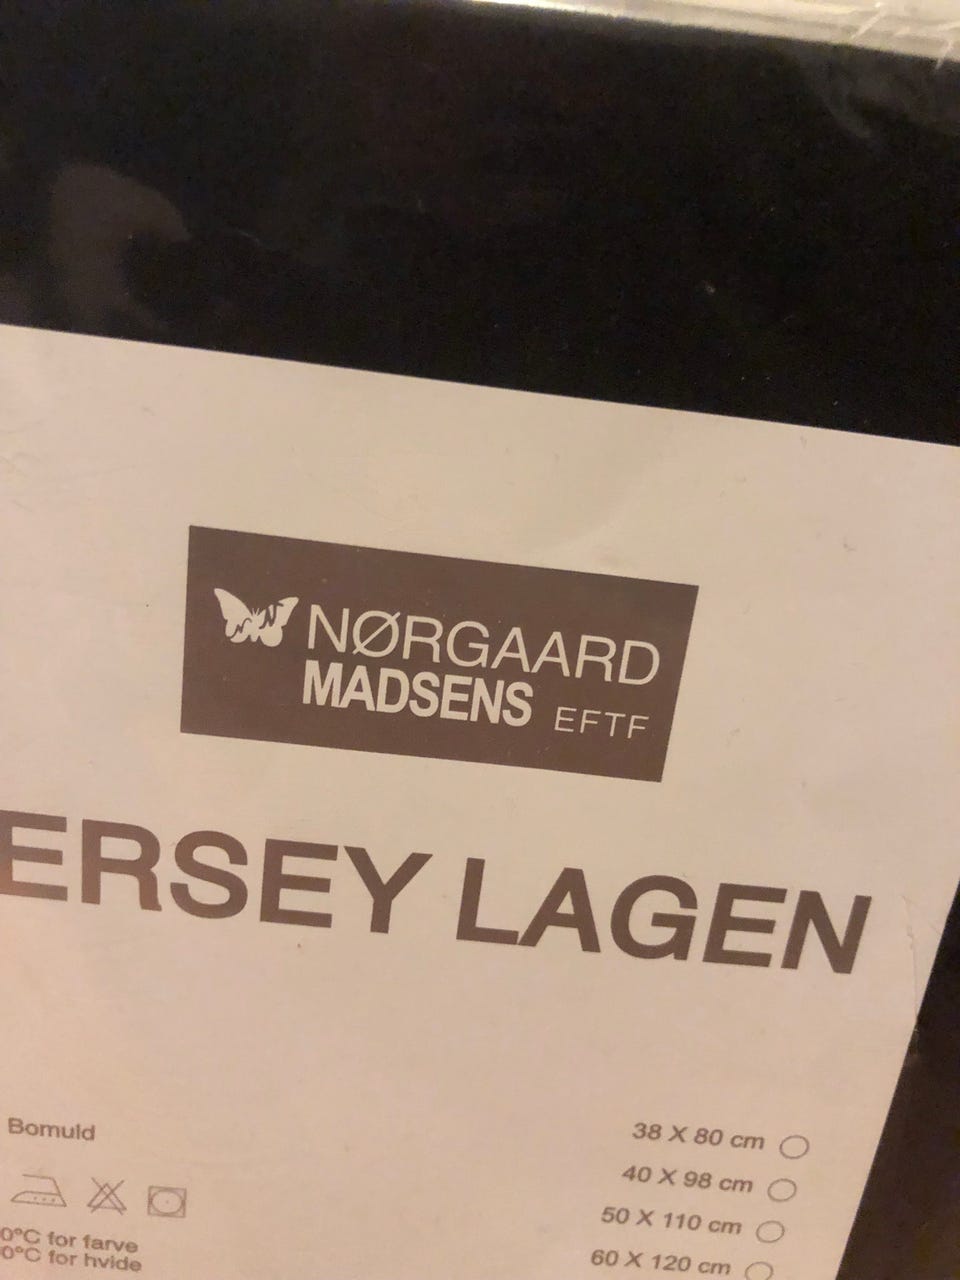 NØRGAARD
MADSENS EFTF
ERSEY LAGEN
Bomuld
0°C for farve
0°C for hvide
38 X 80 cm
40 X 98 cm
50 X 110 cm
60 X 120 cm